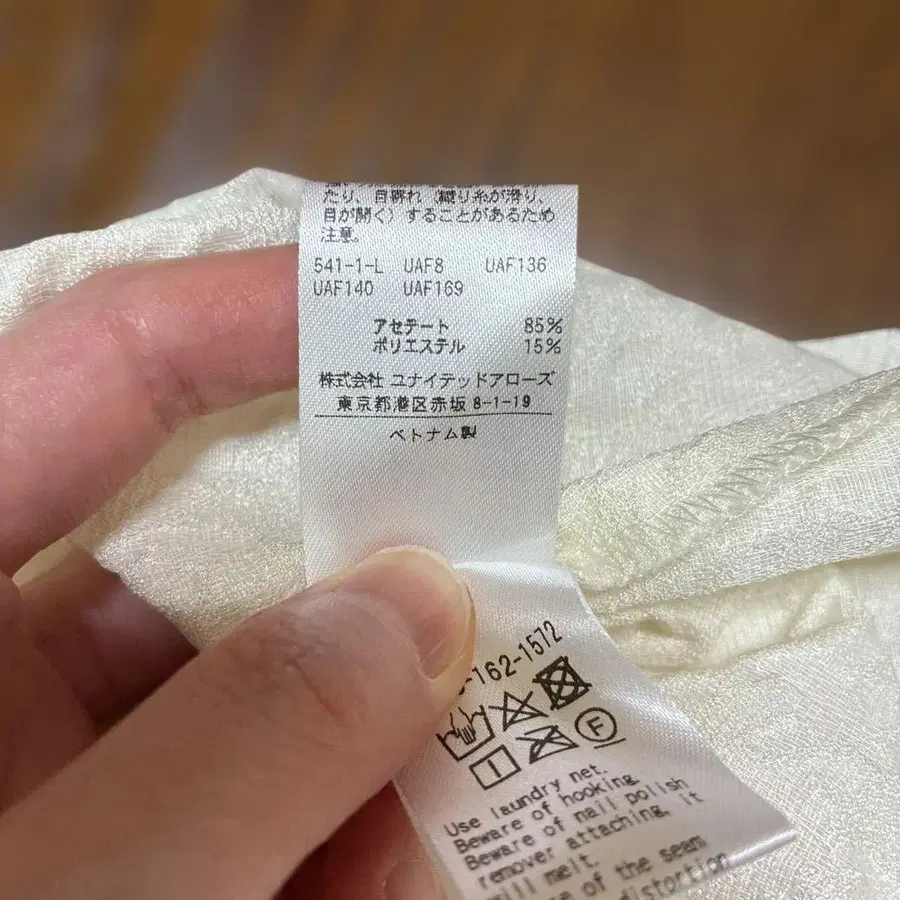 たり、目寄れ（織り糸が滑り、
目が開く）することがあるため
注意。
541-1-L UAF8 UAF136
UAF140 UAF169
アセテート 85%
ポリエステル 15%
株式会社 ユナイテッドアローズ
東京都港区赤坂 8-1-19
ベトナム製
-162-1572
F
Use laundry net.
Beware of hooking.
Beware of nail polish
remover attaching, it
will melt.
of the seam
distortion